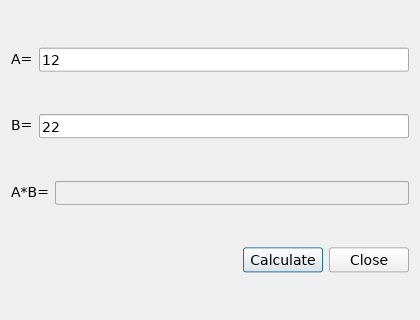 A= 12
B= 22
A*B=
Calculate Close